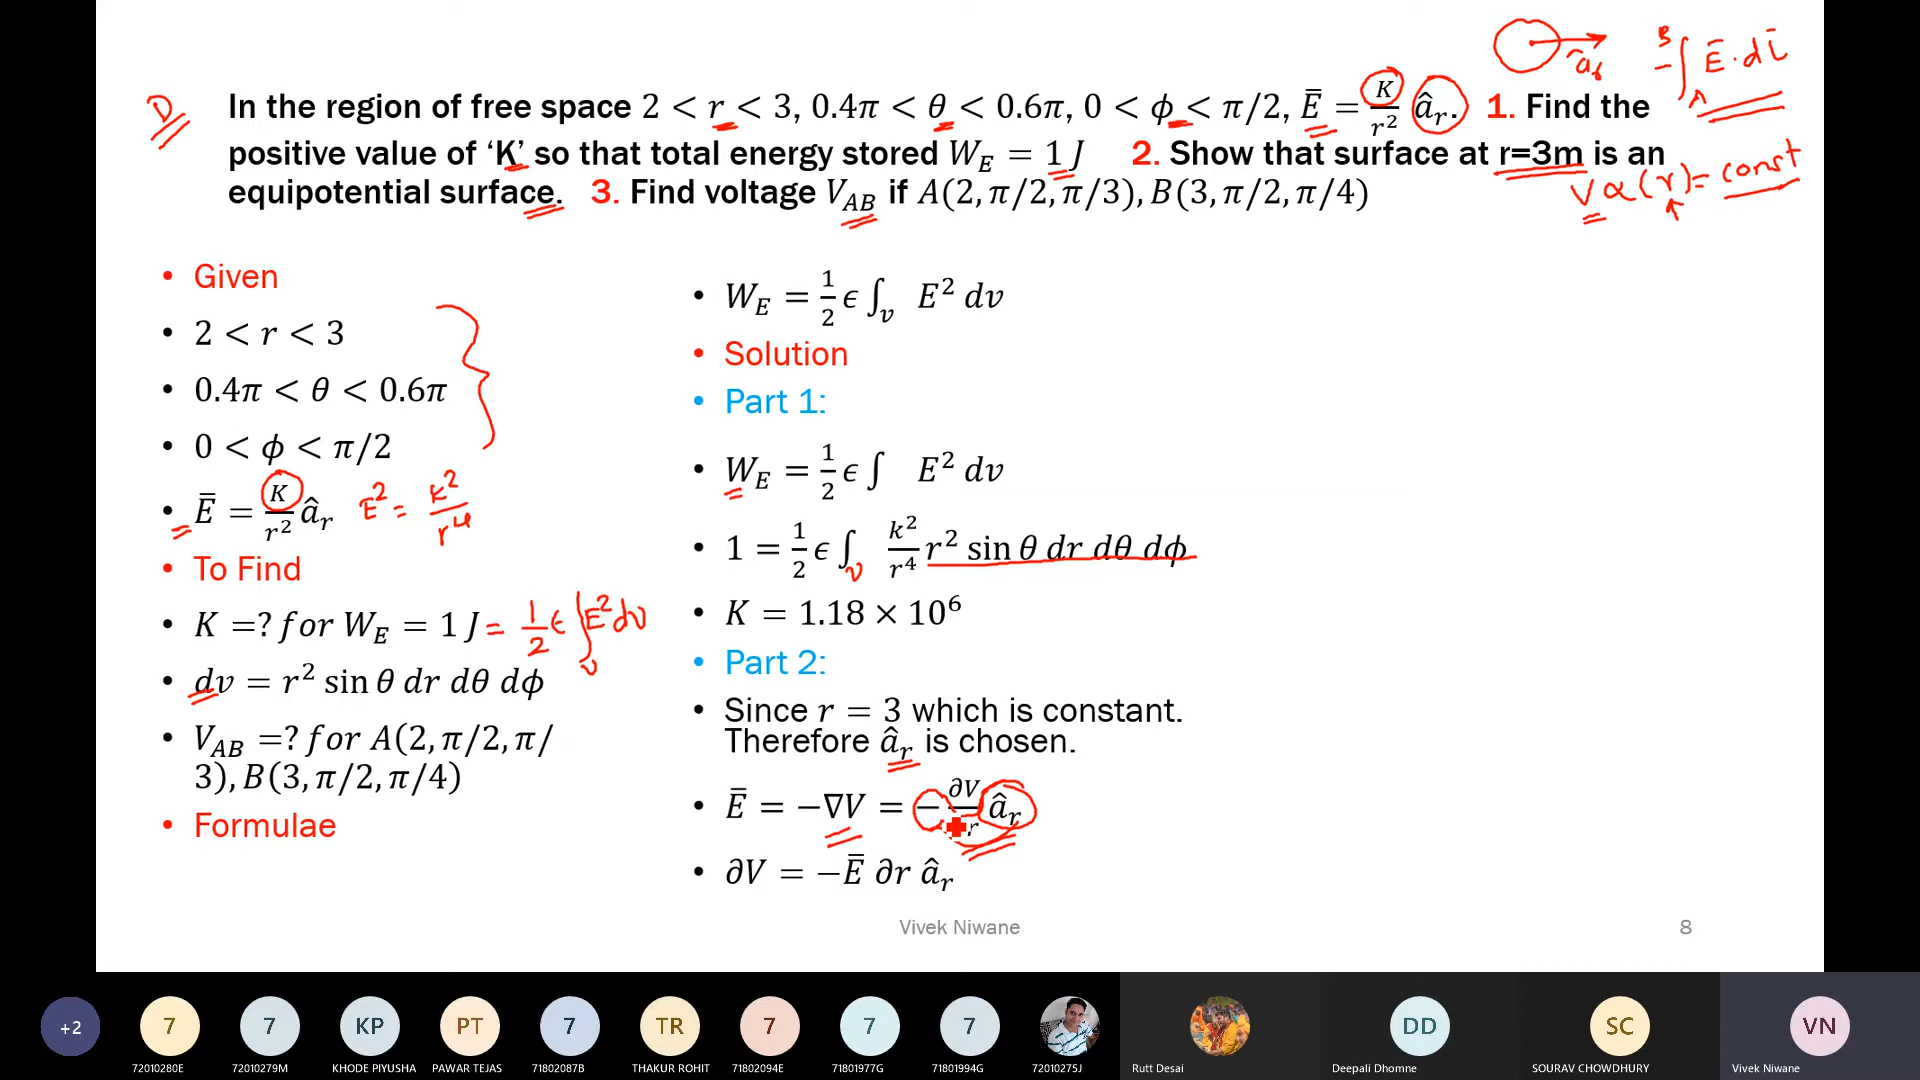 D
In the region of free space 2 < r < 3, 0.4π < θ < 0.6π, 0 < ϕ < π/2, Ē = K/r² â_r. 1. Find the
positive value of ‘K’ so that total energy stored W_E = 1 J 2. Show that surface at r=3m is an
equipotential surface. 3. Find voltage V_AB if A(2, π/2, π/3), B(3, π/2, π/4)
-∫_A^B Ē · dl̄
V ∝ (r) = const
• Given
• 2 < r < 3
• 0.4π < θ < 0.6π
• 0 < ϕ < π/2
• Ē = K/r² â_r E² = k²/r⁴
• To Find
• K =? for W_E = 1 J = 1/2 ϵ ∫_v E² dv
• dv = r² sin θ dr dθ dϕ
• V_AB =? for A(2, π/2, π/
3), B(3, π/2, π/4)
• Formulae
• W_E = 1/2 ϵ ∫_v E² dv
• Solution
• Part 1:
• W_E = 1/2 ϵ ∫ E² dv
• 1 = 1/2 ϵ ∫_v k²/r⁴ r² sin θ dr dθ dϕ
• K = 1.18 × 10⁶
• Part 2:
• Since r = 3 which is constant.
Therefore â_r is chosen.
• Ē = −∇V = − ∂V/∂r â_r
• ∂V = −Ē ∂r â_r
Vivek Niwane
8
+2
7
7
KP
PT
7
TR
7
7
7
DD
SC
VN
72010280E
72010279M
KHODE PIYUSHA
PAWAR TEJAS
71802087B
THAKUR ROHIT
71802094E
71801977G
71801994G
72010275J
Rutt Desai
Deepali Dhomne
SOURAV CHOWDHURY
Vivek Niwane